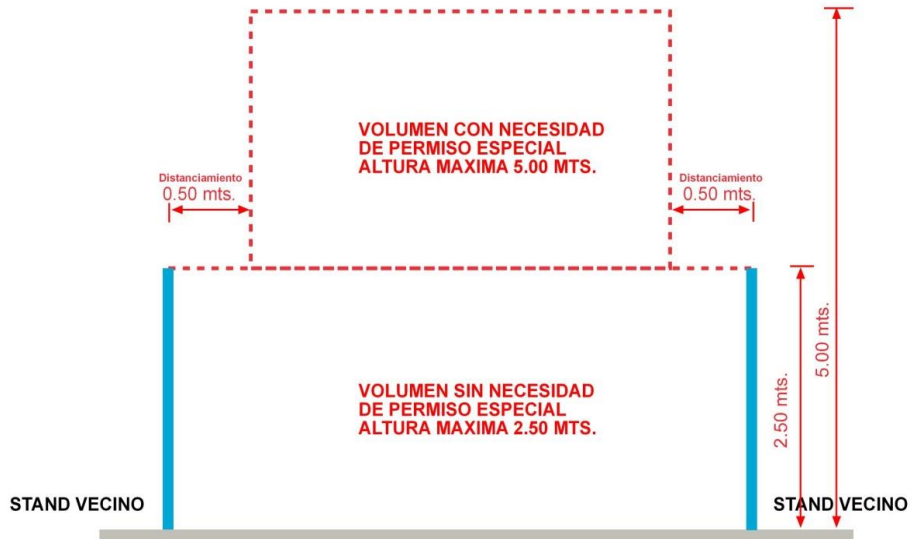 VOLUMEN CON NECESIDAD
DE PERMISO ESPECIAL
ALTURA MAXIMA 5.00 MTS.
Distanciamiento
0.50 mts.
Distanciamiento
0.50 mts.
5.00 mts.
2.50 mts.
VOLUMEN SIN NECESIDAD
DE PERMISO ESPECIAL
ALTURA MAXIMA 2.50 MTS.
STAND VECINO
STAND VECINO